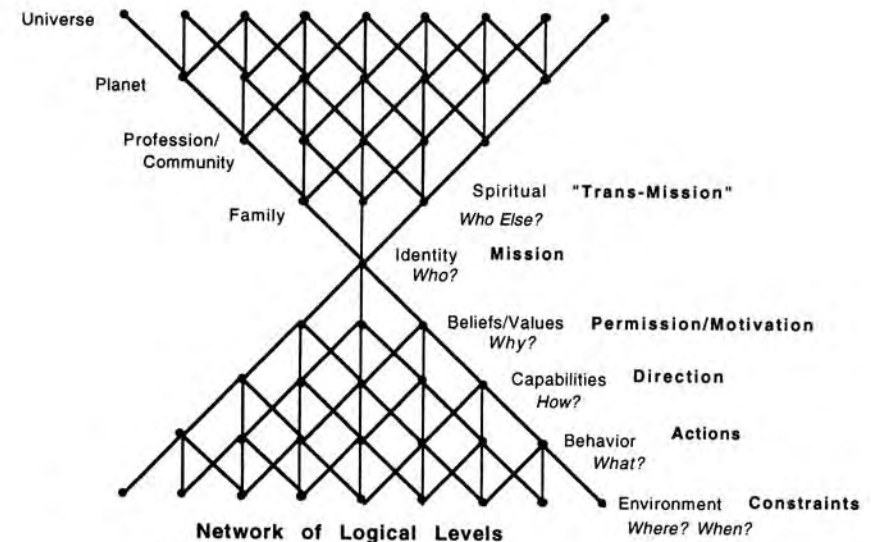 Universe
Planet
Profession/
Community
Family
Spiritual "Trans-Mission"
Who Else?
Identity Mission
Who?
Beliefs/Values Permission/Motivation
Why?
Capabilities Direction
How?
Behavior Actions
What?
Environment Constraints
Where? When?
Network of Logical Levels